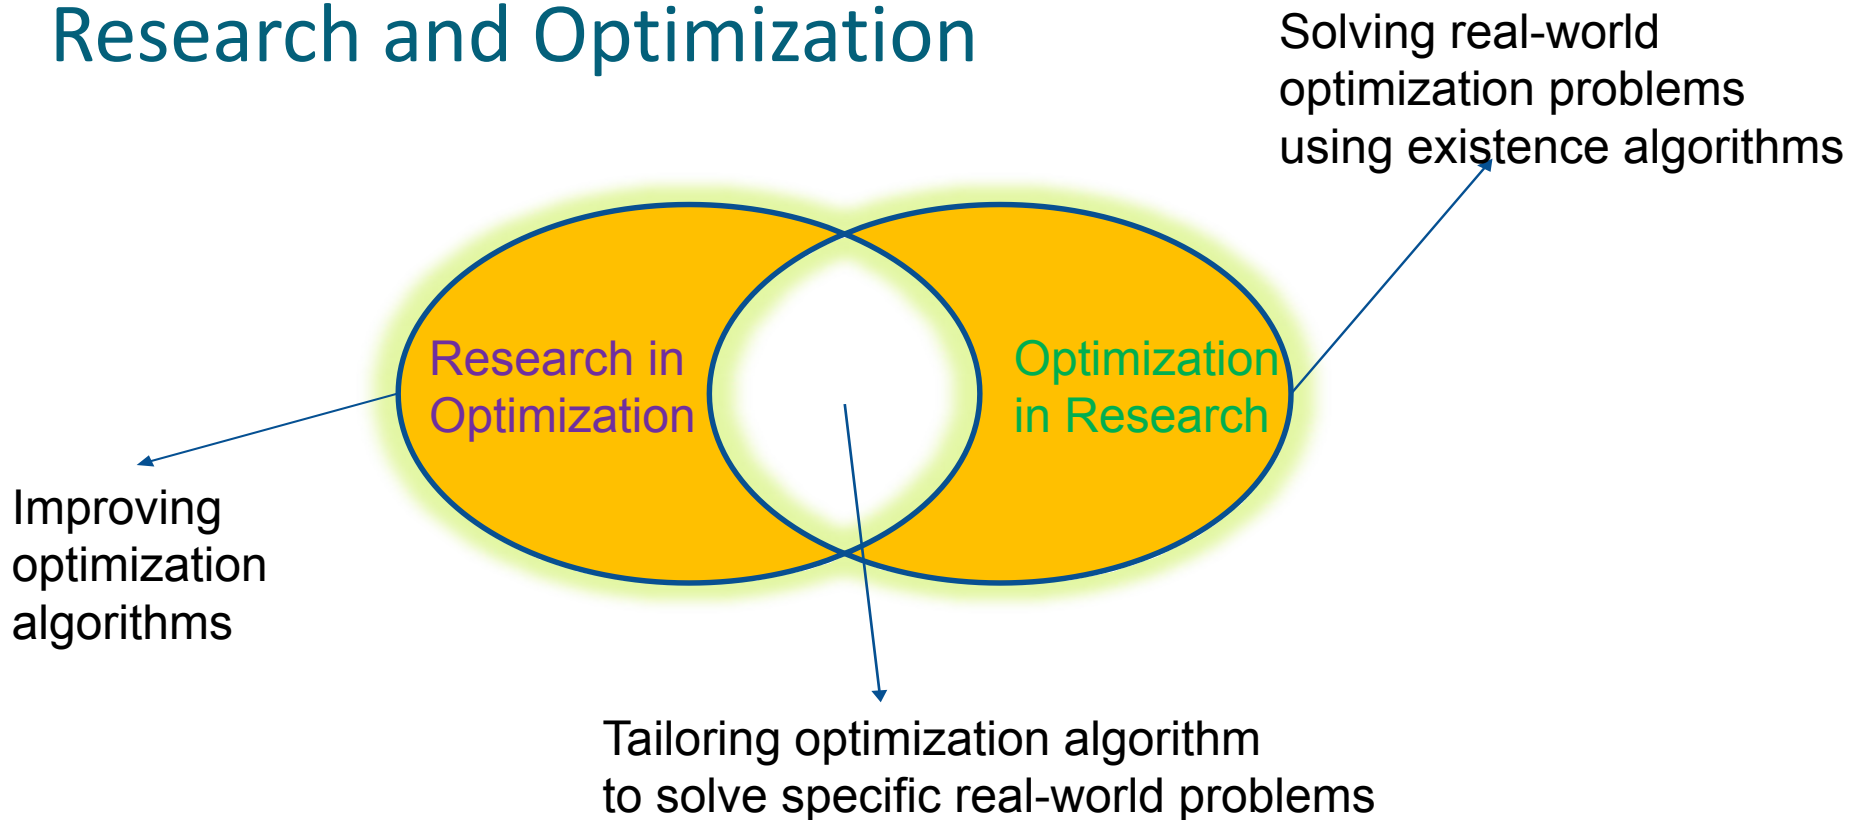 Research and Optimization
Solving real-world
optimization problems
using existence algorithms
Research in
Optimization
Optimization
in Research
Improving
optimization
algorithms
Tailoring optimization algorithm
to solve specific real-world problems